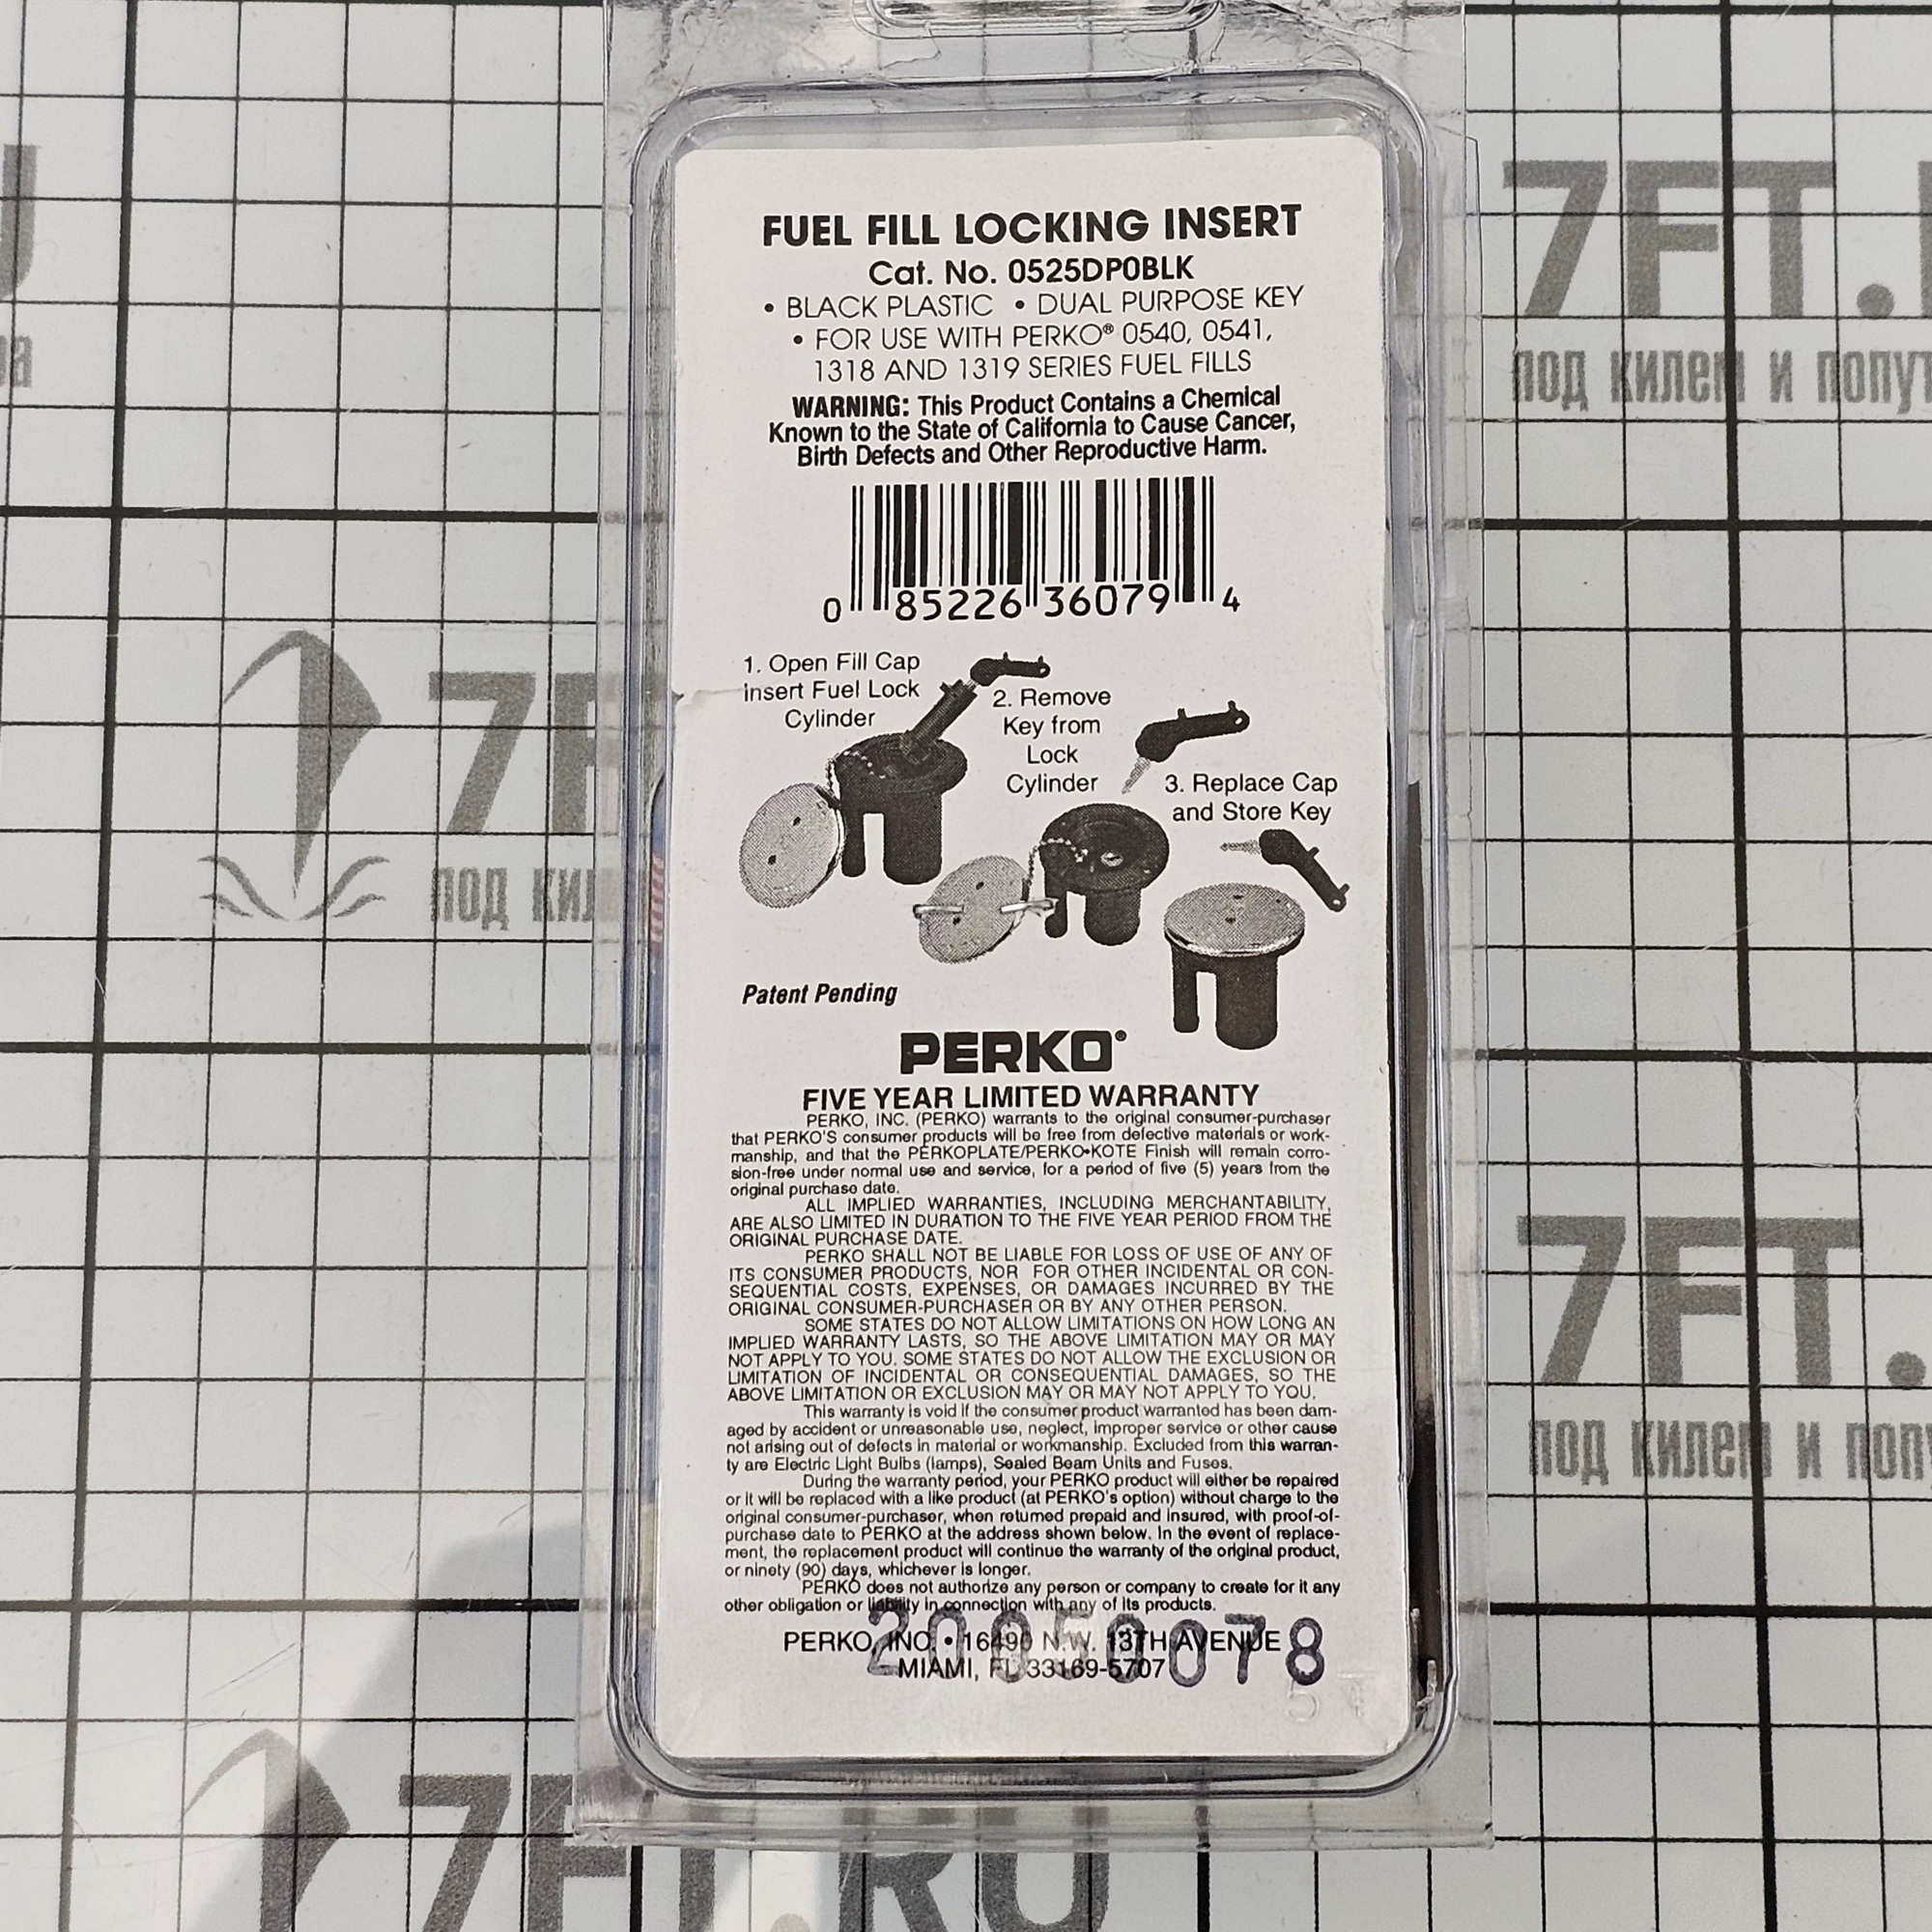 FUEL FILL LOCKING INSERT
Cat. No. 0525DP0BLK
• BLACK PLASTIC • DUAL PURPOSE KEY
• FOR USE WITH PERKO® 0540, 0541,
1318 AND 1319 SERIES FUEL FILLS
WARNING: This Product Contains a Chemical
Known to the State of California to Cause Cancer,
Birth Defects and Other Reproductive Harm.
0 85226 36079 4
1. Open Fill Cap
insert Fuel Lock
Cylinder
2. Remove
Key from
Lock
Cylinder
3. Replace Cap
and Store Key
Patent Pending
PERKO®
FIVE YEAR LIMITED WARRANTY
PERKO, INC. (PERKO) warrants to the original consumer-purchaser
that PERKO'S consumer products will be free from defective materials or work-
manship, and that the PERKOPLATE/PERKO•KOTE Finish will remain corro-
sion-free under normal use and service, for a period of five (5) years from the
original purchase date.
ALL IMPLIED WARRANTIES, INCLUDING MERCHANTABILITY,
ARE ALSO LIMITED IN DURATION TO THE FIVE YEAR PERIOD FROM THE
ORIGINAL PURCHASE DATE.
PERKO SHALL NOT BE LIABLE FOR LOSS OF USE OF ANY OF
ITS CONSUMER PRODUCTS, NOR FOR OTHER INCIDENTAL OR CON-
SEQUENTIAL COSTS, EXPENSES, OR DAMAGES INCURRED BY THE
ORIGINAL CONSUMER-PURCHASER OR BY ANY OTHER PERSON.
SOME STATES DO NOT ALLOW LIMITATIONS ON HOW LONG AN
IMPLIED WARRANTY LASTS, SO THE ABOVE LIMITATION MAY OR MAY
NOT APPLY TO YOU. SOME STATES DO NOT ALLOW THE EXCLUSION OR
LIMITATION OF INCIDENTAL OR CONSEQUENTIAL DAMAGES, SO THE
ABOVE LIMITATION OR EXCLUSION MAY OR MAY NOT APPLY TO YOU.
This warranty is void if the consumer product warranted has been dam-
aged by accident or unreasonable use, neglect, improper service or other cause
not arising out of defects in material or workmanship. Excluded from this warran-
ty are Electric Light Bulbs (lamps), Sealed Beam Units and Fuses.
During the warranty period, your PERKO product will either be repaired
or it will be replaced with a like product (at PERKO's option) without charge to the
original consumer-purchaser, when returned prepaid and insured, with proof-of-
purchase date to PERKO at the address shown below. In the event of replace-
ment, the replacement product will continue the warranty of the original product,
or ninety (90) days, whichever is longer.
PERKO does not authorize any person or company to create for it any
other obligation or liability in connection with any of its products.
PERKO, INC. • 16490 N.W. 13TH AVENUE
MIAMI, FL 33169-5707
20050078
7FT.
под килем и попут
7F
под кил
7FT.
под килем и попу
7FT.RU